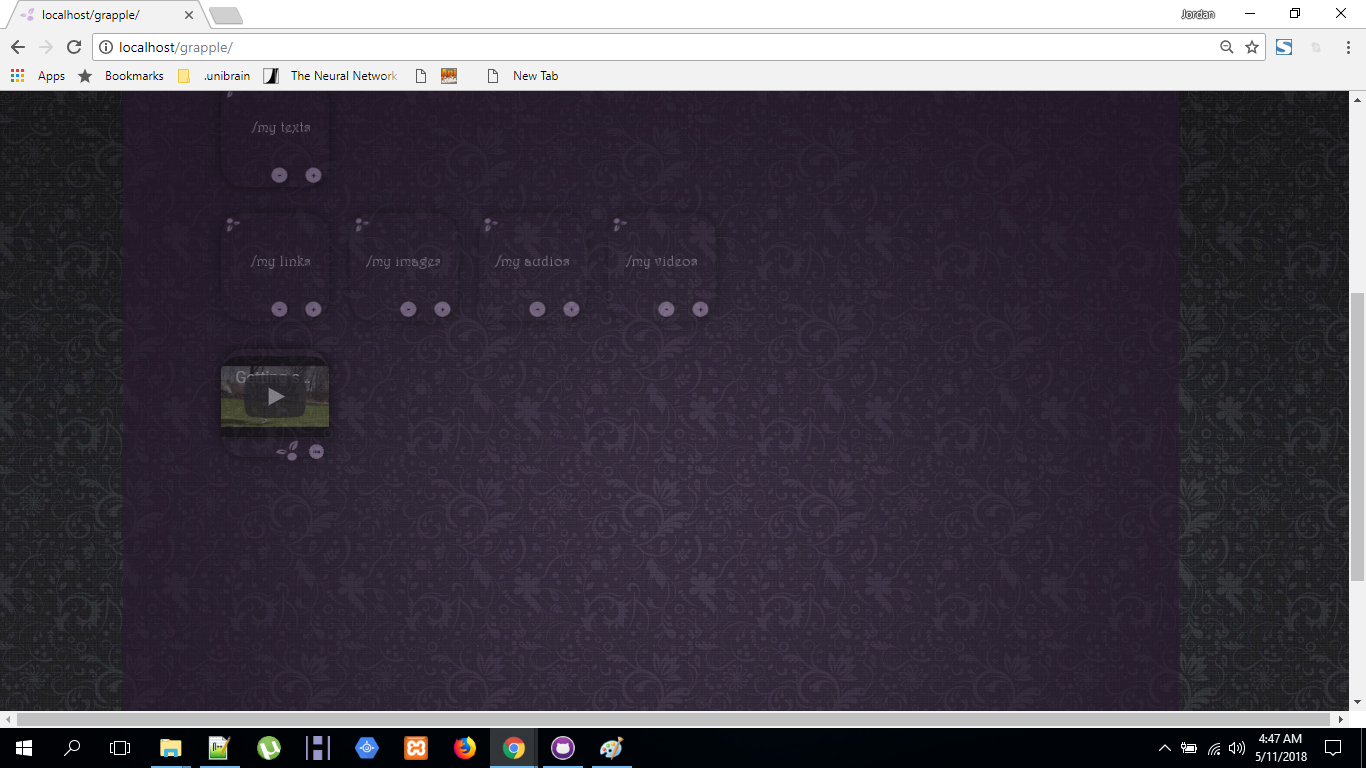 localhost/grapple/
Jordan
localhost/grapple/
Apps
Bookmarks
.unibrain
The Neural Network
New Tab
/my texts
/my links
/my images
/my audios
/my videos
Getting s...
4:47 AM
5/11/2018